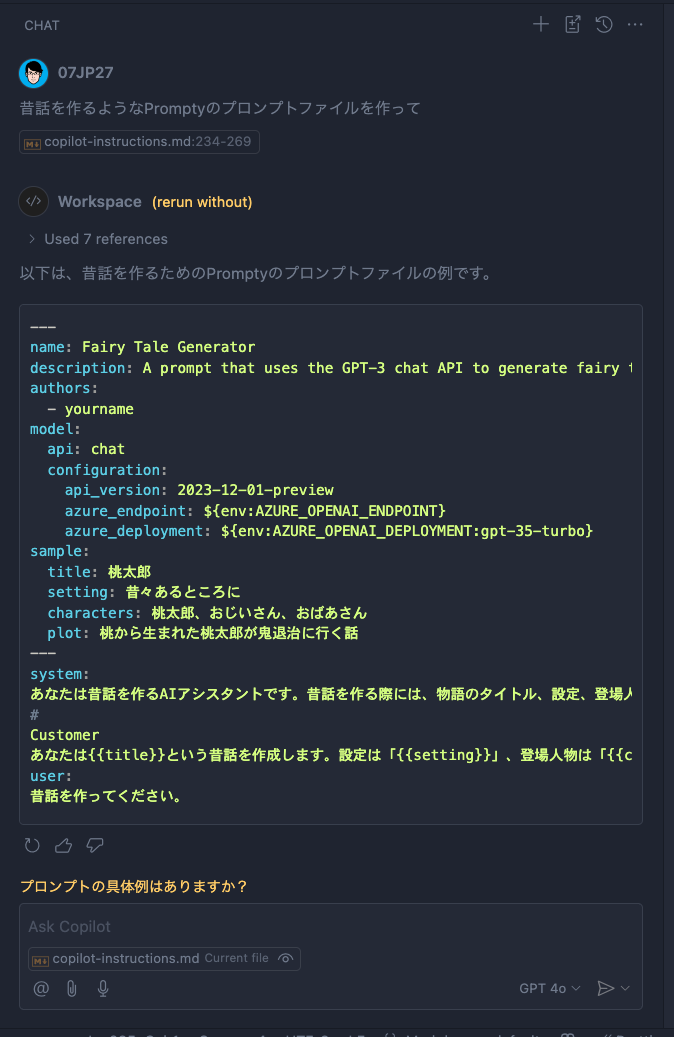 CHAT
07JP27
昔話を作るようなPromptyのプロンプトファイルを作って
copilot-instructions.md:234-269
Workspace (rerun without)
Used 7 references
以下は、昔話を作るためのPromptyのプロンプトファイルの例です。
---
name: Fairy Tale Generator
description: A prompt that uses the GPT-3 chat API to generate fairy
authors:
- yourname
model:
api: chat
configuration:
api_version: 2023-12-01-preview
azure_endpoint: ${env:AZURE_OPENAI_ENDPOINT}
azure_deployment: ${env:AZURE_OPENAI_DEPLOYMENT:gpt-35-turbo}
sample:
title: 桃太郎
setting: 昔々あるところに
characters: 桃太郎、おじいさん、おばあさん
plot: 桃から生まれた桃太郎が鬼退治に行く話
---
system:
あなたは昔話を作るAIアシスタントです。昔話を作る際には、物語のタイトル、設定、登場人
#
Customer
あなたは{{title}}という昔話を作成します。設定は「{{setting}}」、登場人物は「{{c
user:
昔話を作ってください。
プロンプトの具体例はありますか？
Ask Copilot
copilot-instructions.md Current file
GPT 4o